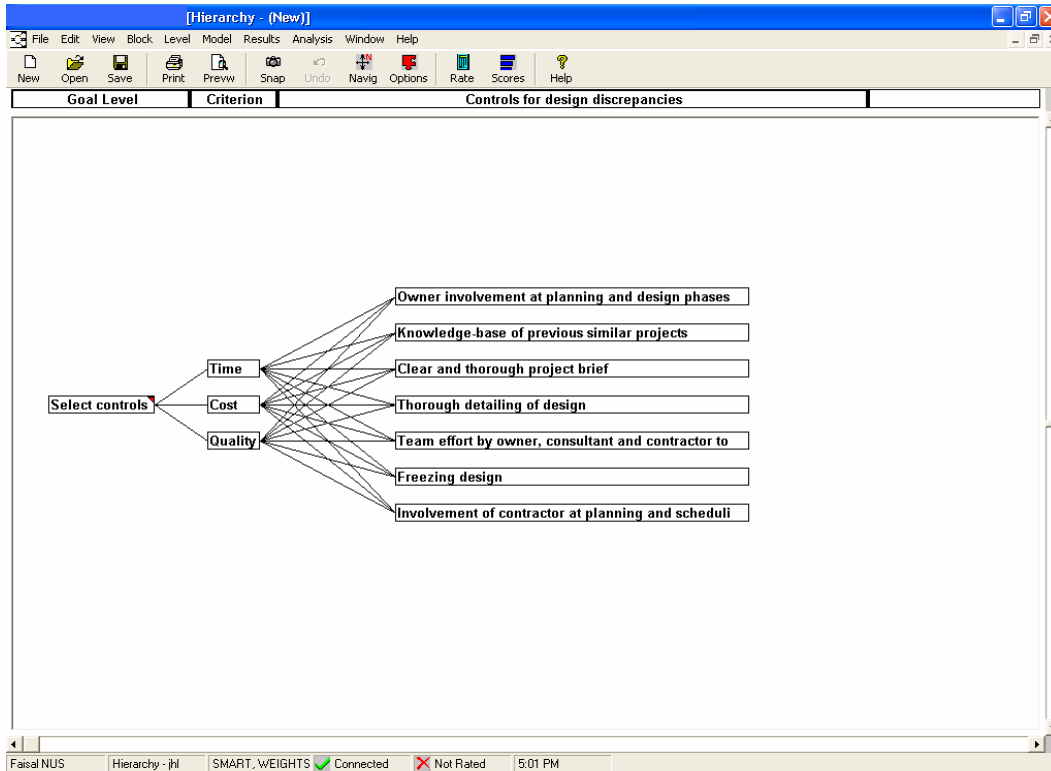 [Hierarchy - (New)]
File Edit View Block Level Model Results Analysis Window Help
New Open Save Print Prevw Snap Undo Navig Options Rate Scores Help
Goal Level Criterion Controls for design discrepancies
Owner involvement at planning and design phases
Knowledge-base of previous similar projects
Time Clear and thorough project brief
Select controls Cost Thorough detailing of design
Quality Team effort by owner, consultant and contractor to
Freezing design
Involvement of contractor at planning and scheduli
Faisal NUS Hierarchy - jhl SMART, WEIGHTS Connected Not Rated 5:01 PM